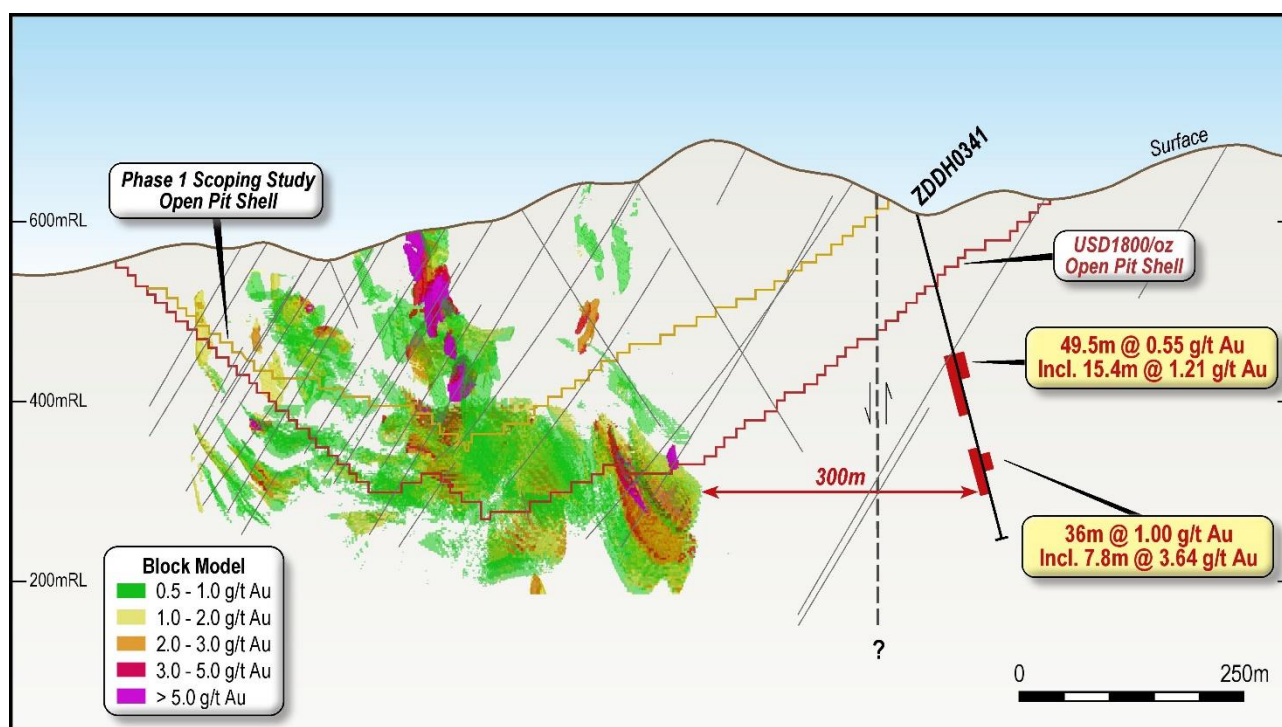 ZDDH0341
Surface
Phase 1 Scoping Study
Open Pit Shell
600mRL
USD1800/oz
Open Pit Shell
49.5m @ 0.55 g/t Au
Incl. 15.4m @ 1.21 g/t Au
400mRL
300m
36m @ 1.00 g/t Au
Incl. 7.8m @ 3.64 g/t Au
Block Model
0.5 - 1.0 g/t Au
1.0 - 2.0 g/t Au
2.0 - 3.0 g/t Au
3.0 - 5.0 g/t Au
> 5.0 g/t Au
200mRL
?
0
250m